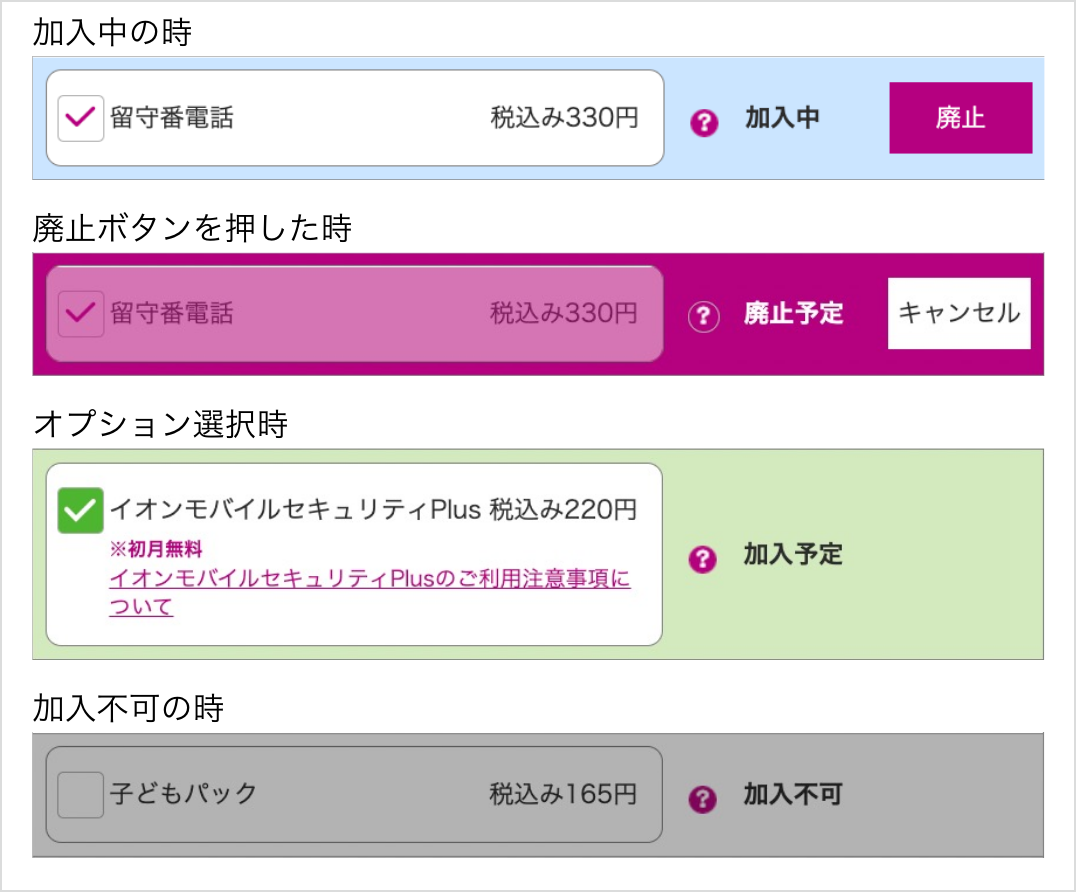 加入中の時
留守番電話 税込み330円 ? 加入中 廃止
廃止ボタンを押した時
留守番電話 税込み330円 ? 廃止予定 キャンセル
オプション選択時
イオンモバイルセキュリティPlus 税込み220円
※初月無料
? 加入予定
イオンモバイルセキュリティPlusのご利用注意事項に
ついて
加入不可の時
子どもパック 税込み165円 ? 加入不可